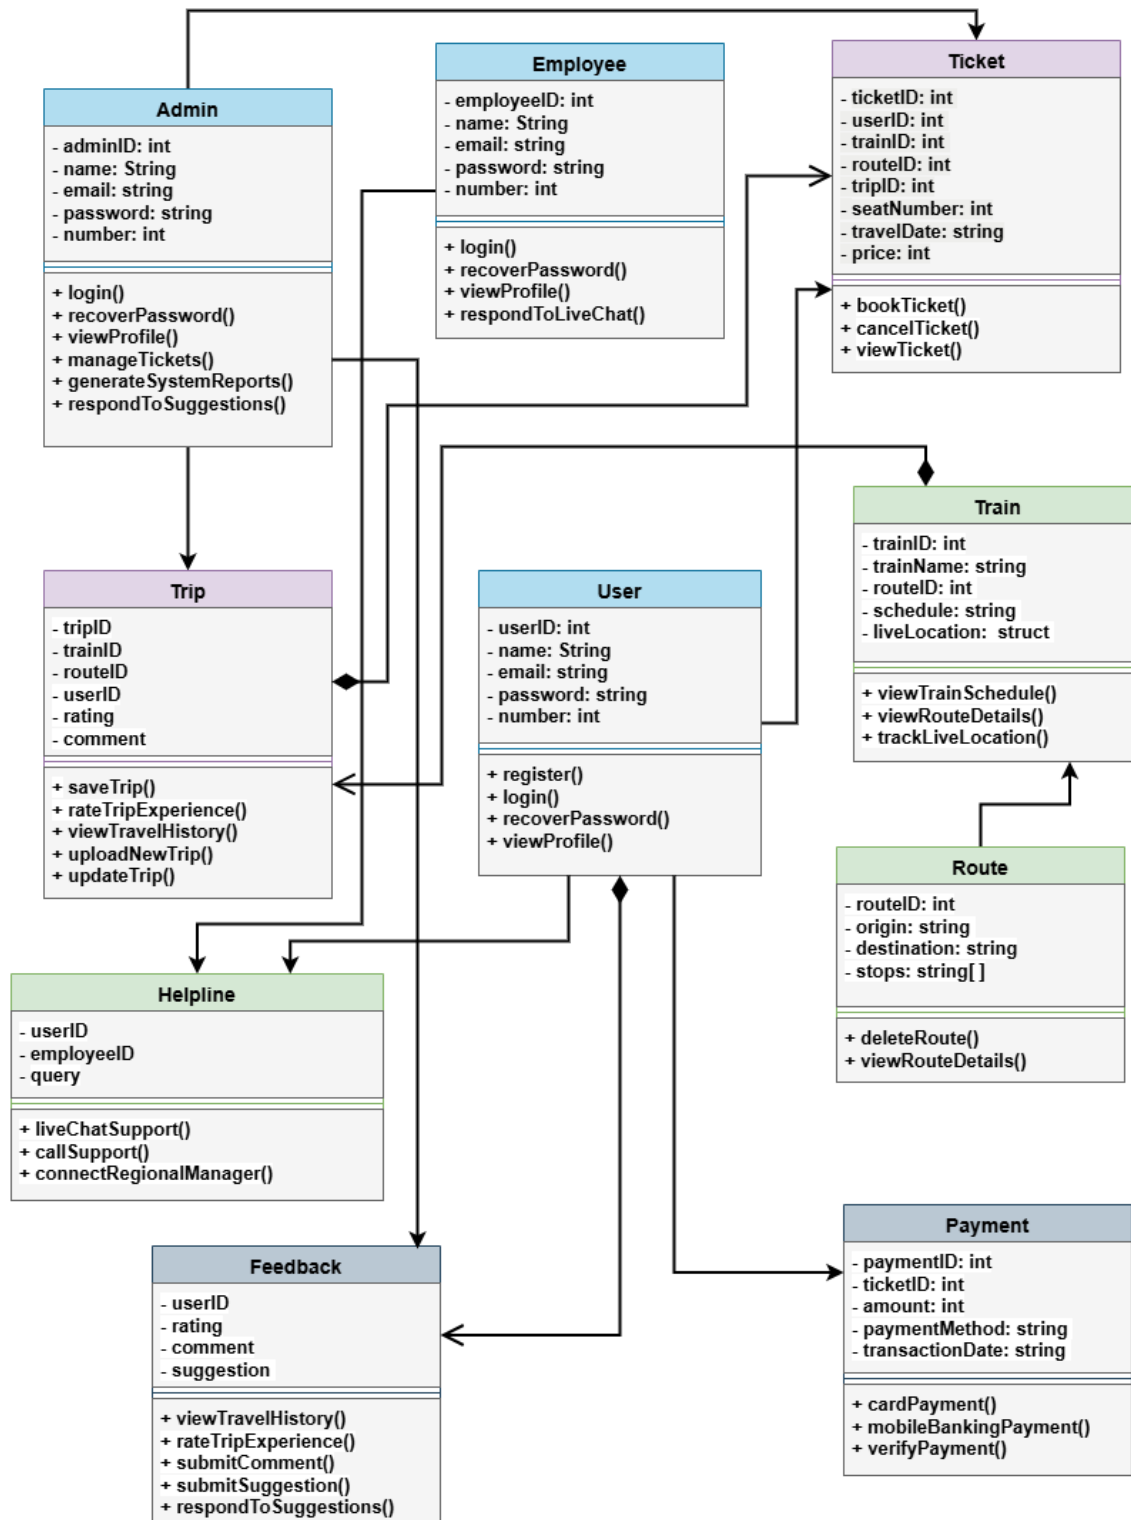 Admin
- adminID: int
- name: String
- email: string
- password: string
- number: int
+ login()
+ recoverPassword()
+ viewProfile()
+ manageTickets()
+ generateSystemReports()
+ respondToSuggestions()
Employee
- employeeID: int
- name: String
- email: string
- password: string
- number: int
+ login()
+ recoverPassword()
+ viewProfile()
+ respondToLiveChat()
Ticket
- ticketID: int
- userID: int
- trainID: int
- routeID: int
- tripID: int
- seatNumber: int
- travelDate: string
- price: int
+ bookTicket()
+ cancelTicket()
+ viewTicket()
Trip
- tripID
- trainID
- routeID
- userID
- rating
- comment
+ saveTrip()
+ rateTripExperience()
+ viewTravelHistory()
+ uploadNewTrip()
+ updateTrip()
User
- userID: int
- name: String
- email: string
- password: string
- number: int
+ register()
+ login()
+ recoverPassword()
+ viewProfile()
Train
- trainID: int
- trainName: string
- routeID: int
- schedule: string
- liveLocation: struct
+ viewTrainSchedule()
+ viewRouteDetails()
+ trackLiveLocation()
Route
- routeID: int
- origin: string
- destination: string
- stops: string[ ]
+ deleteRoute()
+ viewRouteDetails()
Helpline
- userID
- employeeID
- query
+ liveChatSupport()
+ callSupport()
+ connectRegionalManager()
Feedback
- userID
- rating
- comment
- suggestion
+ viewTravelHistory()
+ rateTripExperience()
+ submitComment()
+ submitSuggestion()
+ respondToSuggestions()
Payment
- paymentID: int
- ticketID: int
- amount: int
- paymentMethod: string
- transactionDate: string
+ cardPayment()
+ mobileBankingPayment()
+ verifyPayment()